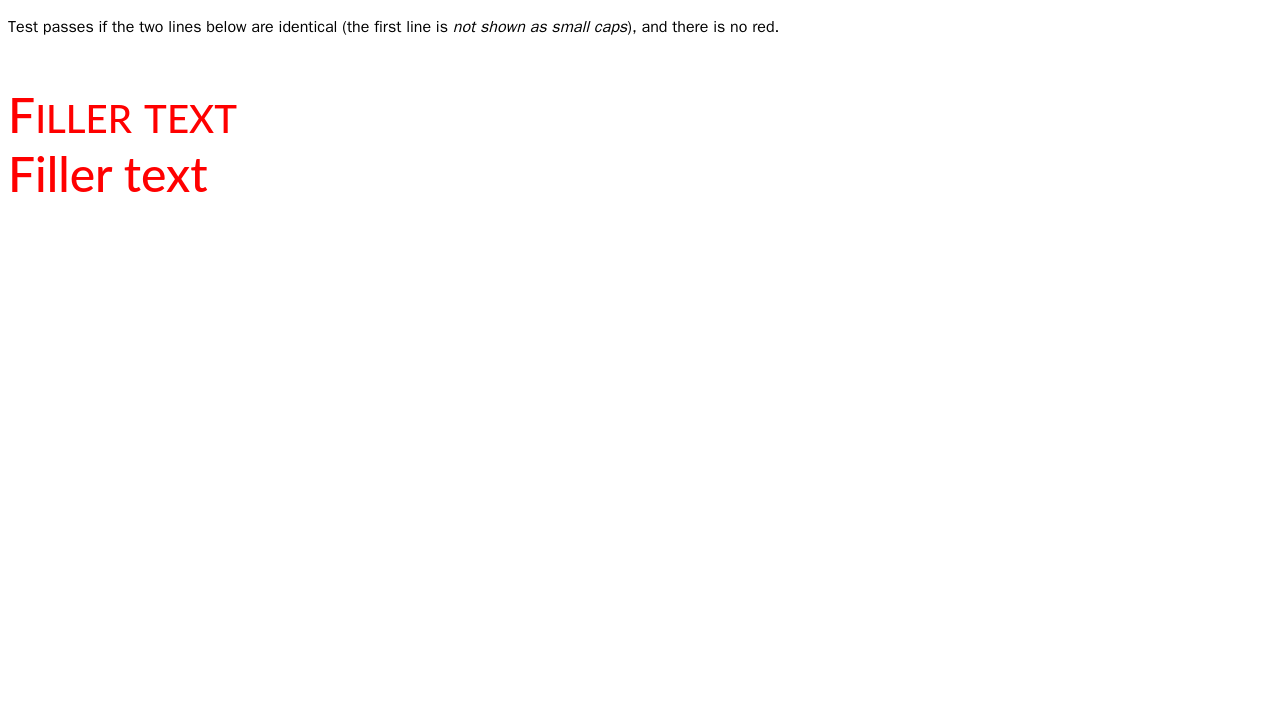 Test passes if the two lines below are identical (the first line is not shown as small caps), and there is no red.
Filler text
Filler text